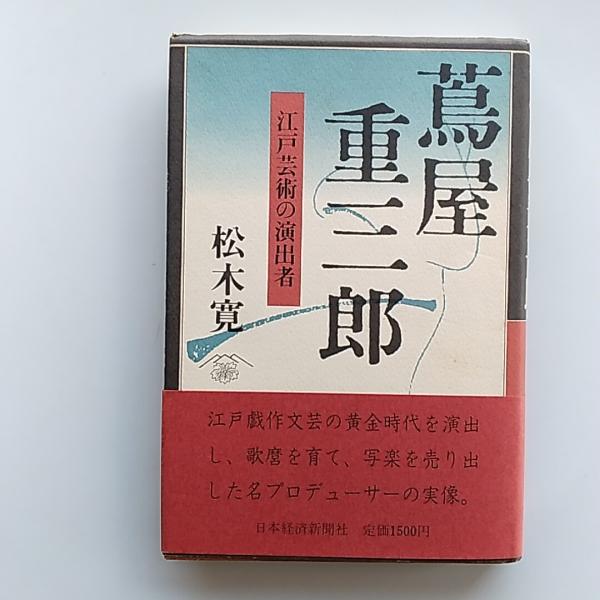 蔦屋
重三郎
江戸芸術の演出者
松木寛
江戸戯作文芸の黄金時代を演出
し、歌麿を育て、写楽を売り出
した名プロデューサーの実像。
日本経済新聞社 定価1500円